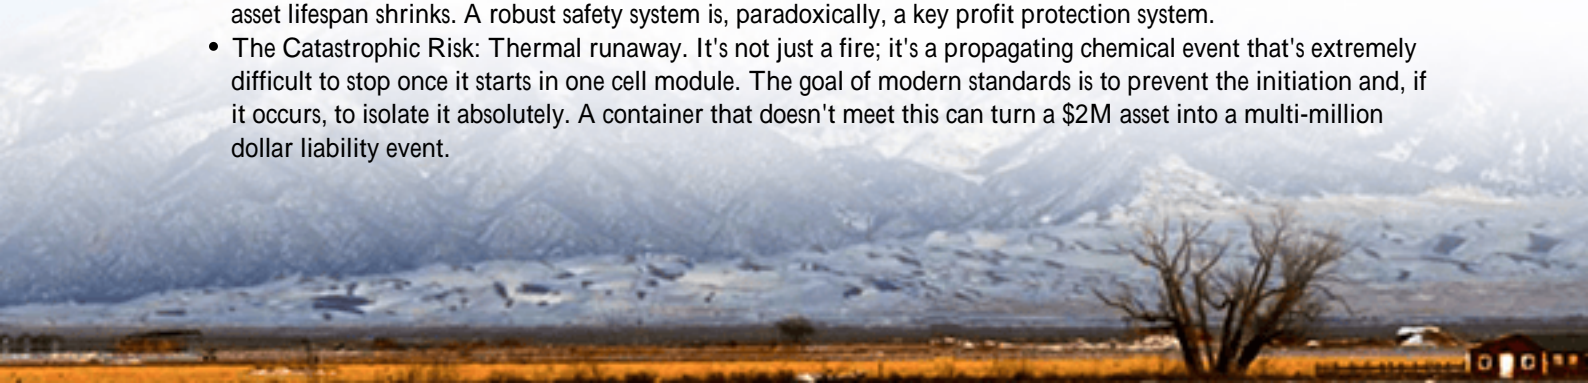 asset lifespan shrinks. A robust safety system is, paradoxically, a key profit protection system.
• The Catastrophic Risk: Thermal runaway. It's not just a fire; it's a propagating chemical event that's extremely
difficult to stop once it starts in one cell module. The goal of modern standards is to prevent the initiation and, if
it occurs, to isolate it absolutely. A container that doesn't meet this can turn a $2M asset into a multi-million
dollar liability event.